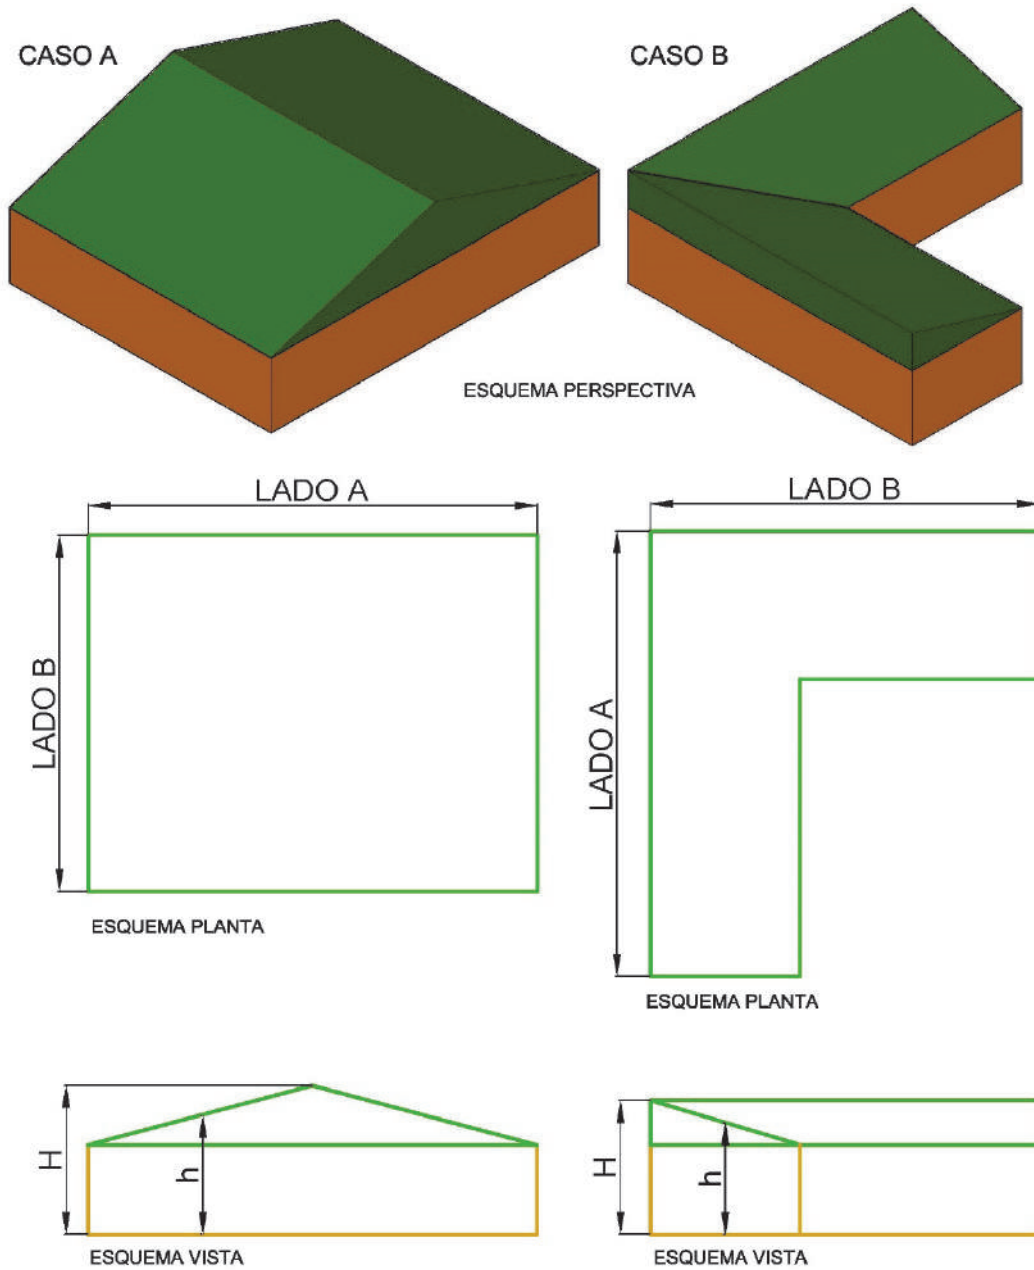 CASO A
CASO B
ESQUEMA PERSPECTIVA
LADO A
LADO B
LADO B
LADO A
ESQUEMA PLANTA
ESQUEMA PLANTA
H
h
H
h
ESQUEMA VISTA
ESQUEMA VISTA